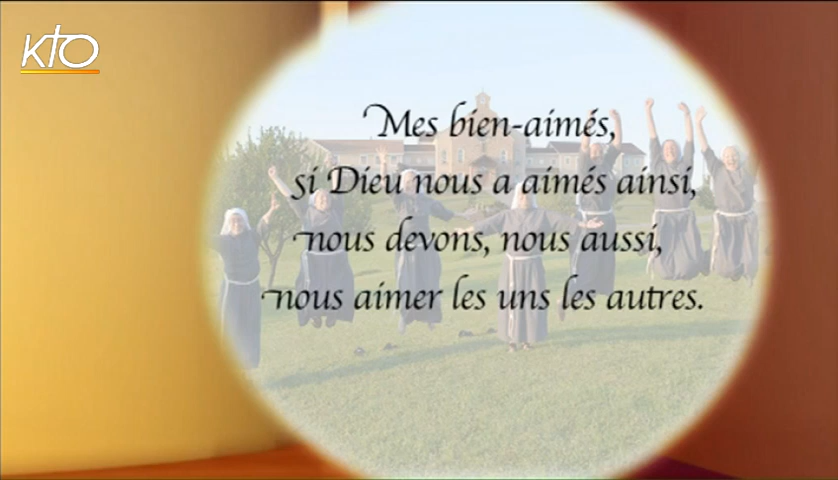 KTO
Mes bien-aimés,
si Dieu nous a aimés ainsi,
nous devons, nous aussi,
nous aimer les uns les autres.